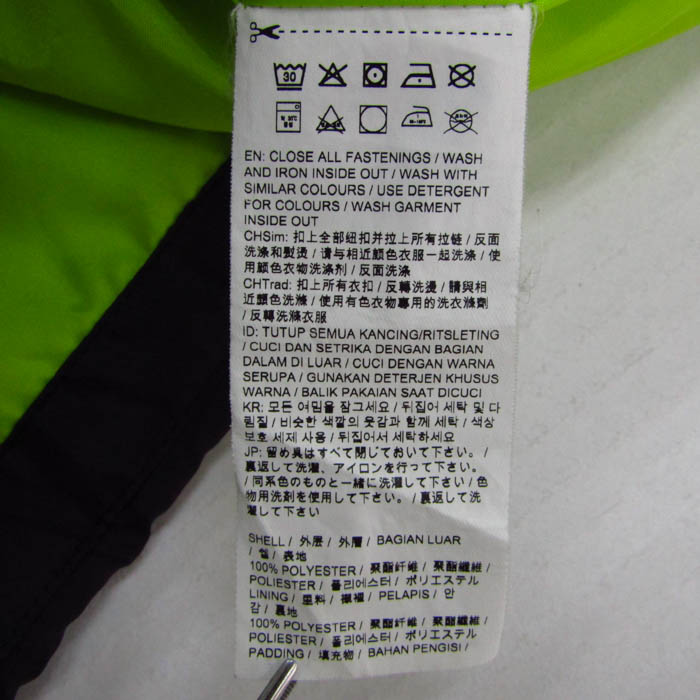 30
EN: CLOSE ALL FASTENINGS / WASH
AND IRON INSIDE OUT / WASH WITH
SIMILAR COLOURS / USE DETERGENT
FOR COLOURS / WASH GARMENT
INSIDE OUT
CHSim: 扣上全部纽扣并拉上所有拉链 / 反面
洗涤和熨烫 / 请与相近颜色衣服一起洗涤 / 使
用颜色衣物洗涤剂 / 反面洗涤
CHTrad: 扣上所有衣扣 / 反轉洗燙 / 請與相
近顏色洗滌 / 使用有色衣物專用的洗衣滌劑
/ 反轉洗滌衣服
ID: TUTUP SEMUA KANCING/RITSLETING
/ CUCI DAN SETRIKA DENGAN BAGIAN
DALAM DI LUAR / CUCI DENGAN WARNA
SERUPA / GUNAKAN DETERJEN KHUSUS
WARNA / BALIK PAKAIAN SAAT DICUCI
KR: 모든 여밈을 잠그세요 / 뒤집어 세탁 및 다
림질 / 비슷한 색깔의 옷감과 함께 세탁 / 색상
보호 세제 사용 / 뒤집어서 세탁하세요
JP: 留め具はすべて閉じておいて下さい。 /
裏返して洗濯、アイロンを行って下さい。
/ 同系色のものと一緒に洗濯して下さい / 色
物用洗剤を使用して下さい。 / 裏返して洗
濯して下さい
SHELL / 外层 / 外層 / BAGIAN LUAR
/ 쉘 / 表地
100% POLYESTER / 聚酯纤维 / 聚酯纖維 /
POLIESTER / 폴리에스터 / ポリエステル
LINING / 里料 / 襯裡 / PELAPIS / 안
감 / 裏地
100% POLYESTER / 聚酯纤维 / 聚酯纖維 /
POLIESTER / 폴리에스터 / ポリエステル
PADDING / 填充物 / BAHAN PENGISI /